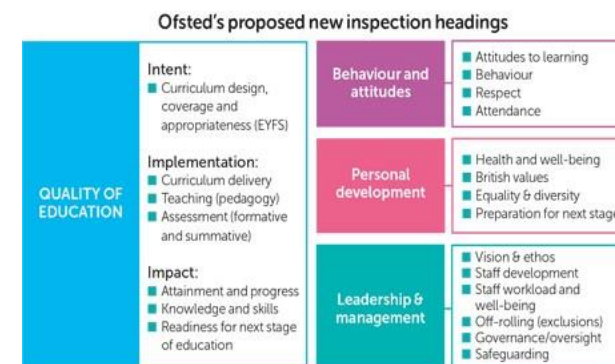 Ofsted's proposed new inspection headings
QUALITY OF
EDUCATION
Intent:
Curriculum design,
coverage and
appropriateness (EYFS)
Implementation:
Curriculum delivery
Teaching (pedagogy)
Assessment (formative
and summative)
Impact:
Attainment and progress
Knowledge and skills
Readiness for next stage
of education
Behaviour and
attitudes
Attitudes to learning
Behaviour
Respect
Attendance
Personal
development
Health and well-being
British values
Equality & diversity
Preparation for next stage
Leadership &
management
Vision & ethos
Staff development
Staff workload and
well-being
Off-rolling (exclusions)
Governance/oversight
Safeguarding